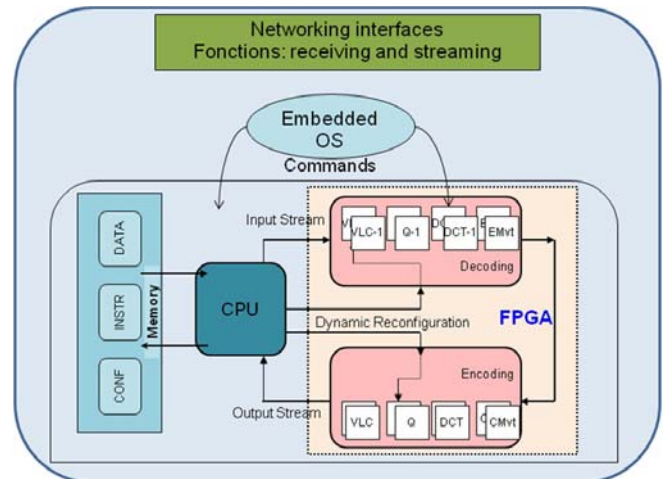 Networking interfaces
Fonctions: receiving and streaming
Embedded
OS
Commands
Input Stream
VLC-1
Q-1
DCT-1
EMvt
Decoding
DATA
INSTR
CONF
Memory
CPU
Dynamic Reconfiguration
FPGA
Encoding
Output Stream
VLC
Q
DCT
CMvt